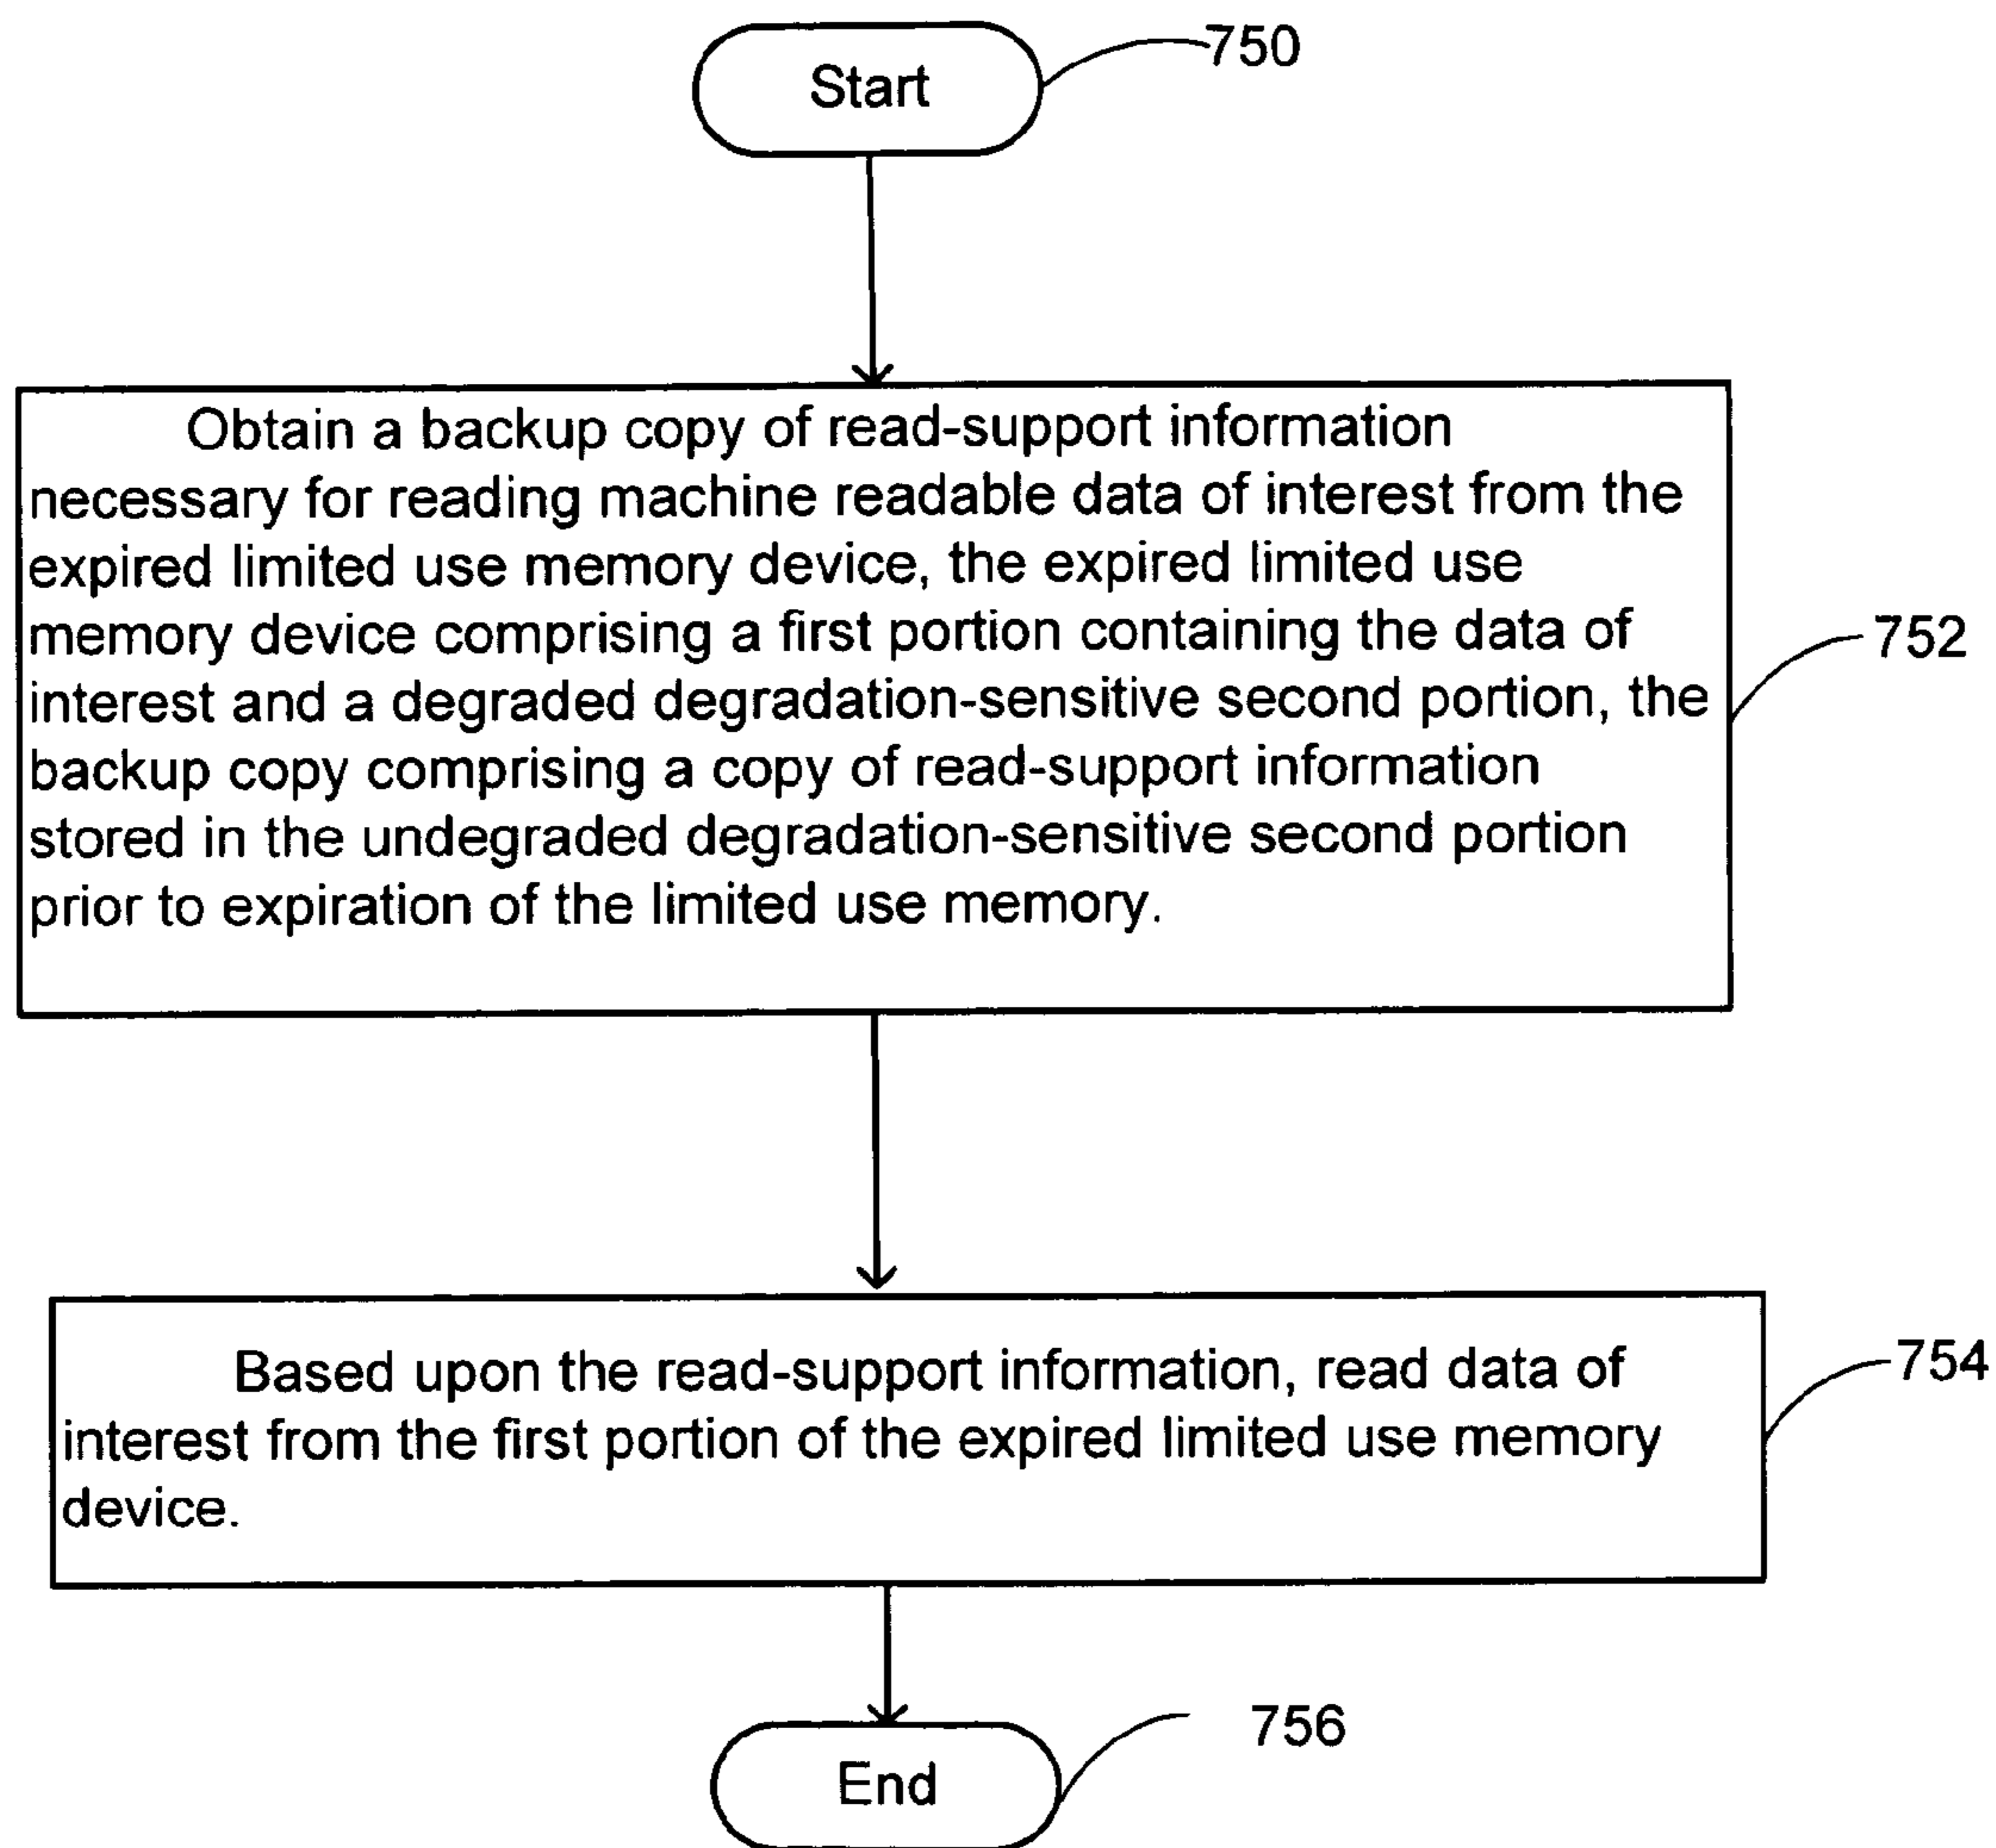 Start
750
Obtain a backup copy of read-support information
necessary for reading machine readable data of interest from the
expired limited use memory device, the expired limited use
memory device comprising a first portion containing the data of
interest and a degraded degradation-sensitive second portion, the
backup copy comprising a copy of read-support information
stored in the undegraded degradation-sensitive second portion
prior to expiration of the limited use memory.
752
Based upon the read-support information, read data of
interest from the first portion of the expired limited use memory
device.
754
End
756